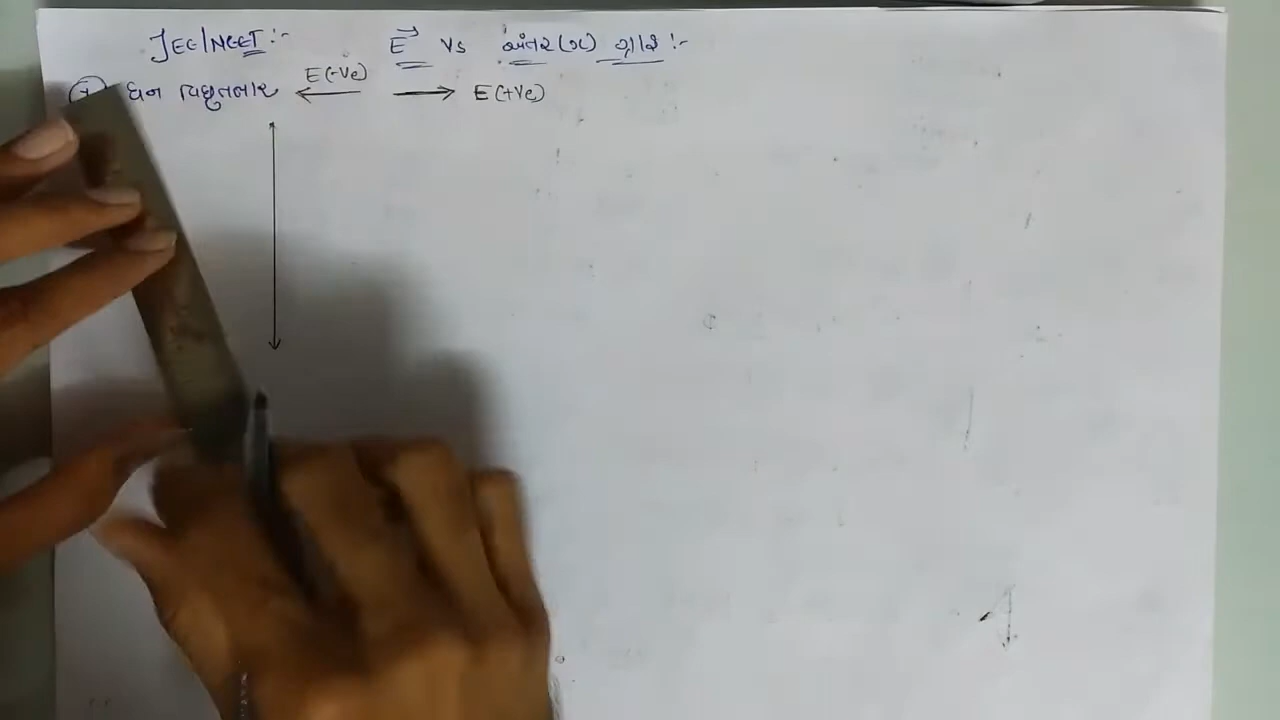 JEE/NEET :- E⃗ vs અંતર(x) ગ્રાફ :-
ધન વિદ્યુતભાર E(-ve) ← → E(+ve)